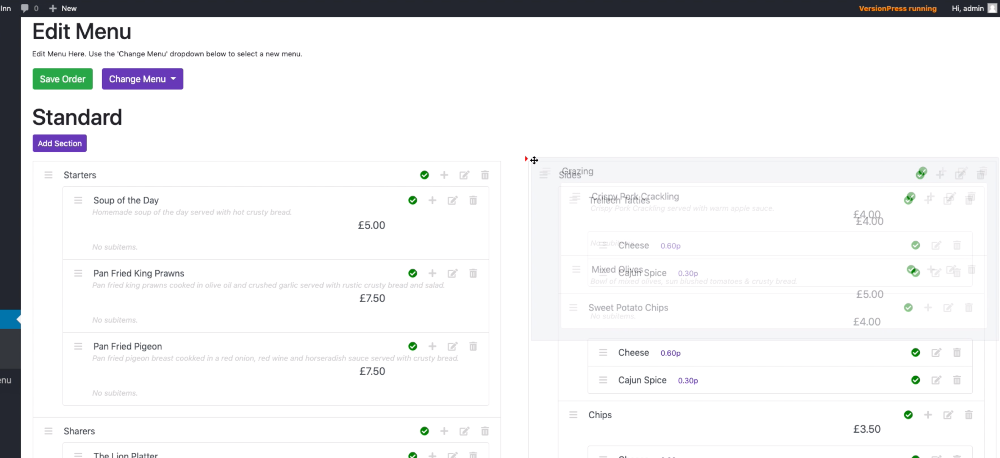 Inn 0 New VersionPress running Hi, admin
Edit Menu
Edit Menu Here. Use the 'Change Menu' dropdown below to select a new menu.
Save Order Change Menu
Standard
Add Section
Starters
Soup of the Day
Homemade soup of the day served with hot crusty bread.
£5.00
No subitems.
Pan Fried King Prawns
Pan fried king prawns cooked in olive oil and crushed garlic served with rustic crusty bread and salad.
£7.50
No subitems.
Pan Fried Pigeon
Pan fried pigeon breast cookked in a red onion, red wine and horseradish sauce served with crusty bread.
£7.50
No subitems.
Sharers
The Lion Platter
Grazing
Sides
Crispy Pork Crackling
Trellech Tatties
Crispy Pork Crackling served with warm apple sauce.
£4.00
£4.00
No subitems.
Cheese 0.60p
Mixed Olives
Cajun Spice 0.30p
Bowl of mixed olives, sun blushed tomatoes & crusty bread.
£5.00
Sweet Potato Chips
No subitems.
£4.00
Cheese 0.60p
Cajun Spice 0.30p
Chips
£3.50
enu